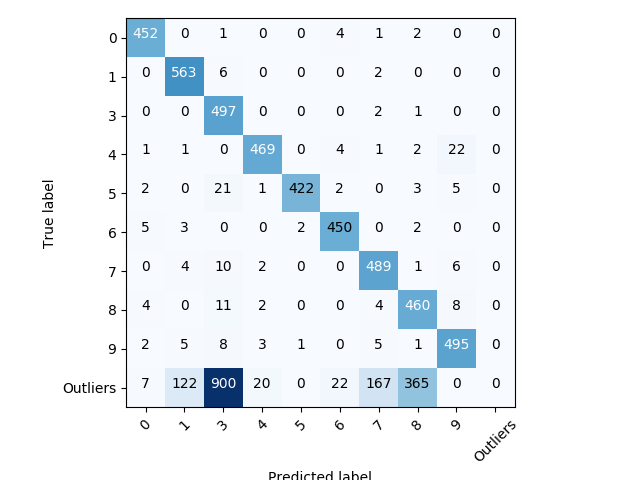 0 452 0 1 0 0 4 1 2 0 0
1 0 563 6 0 0 0 2 0 0 0
3 0 0 497 0 0 0 2 1 0 0
4 1 1 0 469 0 4 1 2 22 0
5 2 0 21 1 422 2 0 3 5 0
6 5 3 0 0 2 450 0 2 0 0
7 0 4 10 2 0 0 489 1 6 0
8 4 0 11 2 0 0 4 460 8 0
9 2 5 8 3 1 0 5 1 495 0
Outliers 7 122 900 20 0 22 167 365 0 0
True label
0 1 3 4 5 6 7 8 9 Outliers
Predicted label